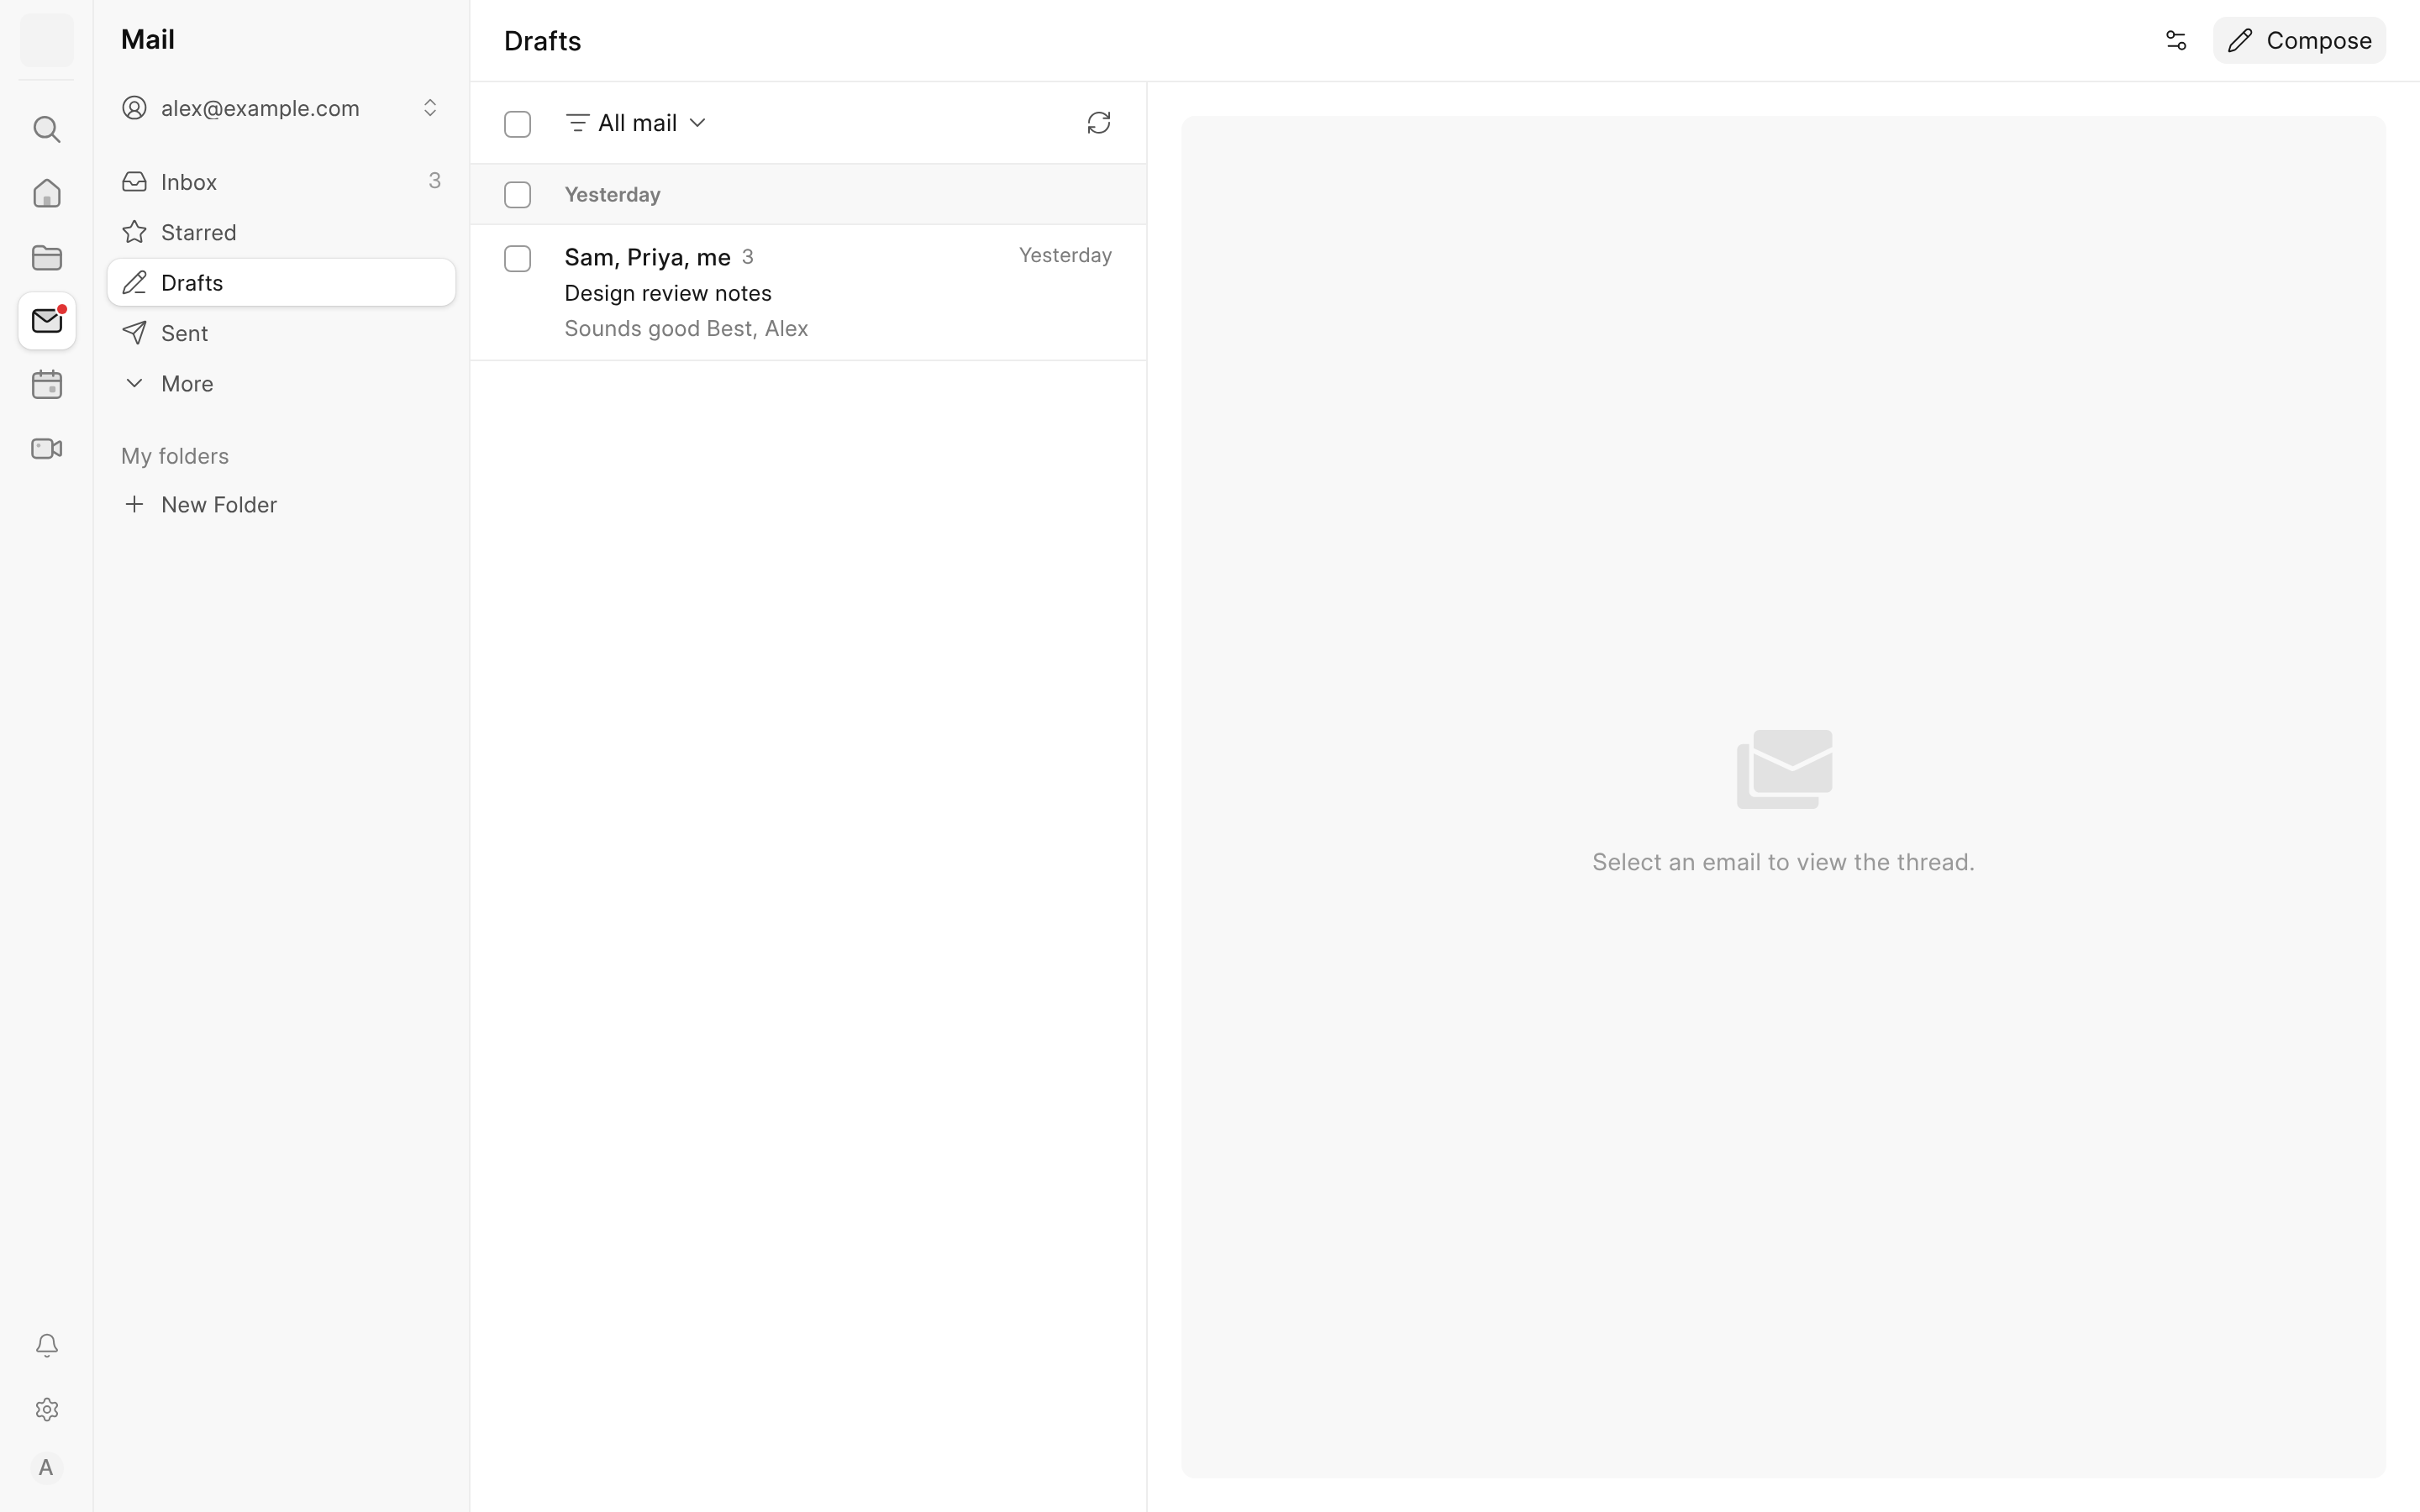 Mail
alex@example.com
Inbox 3
Starred
Drafts
Sent
More
My folders
New Folder
A
Drafts
Compose
All mail
Yesterday
Sam, Priya, me 3 Yesterday
Design review notes
Sounds good Best, Alex
Select an email to view the thread.